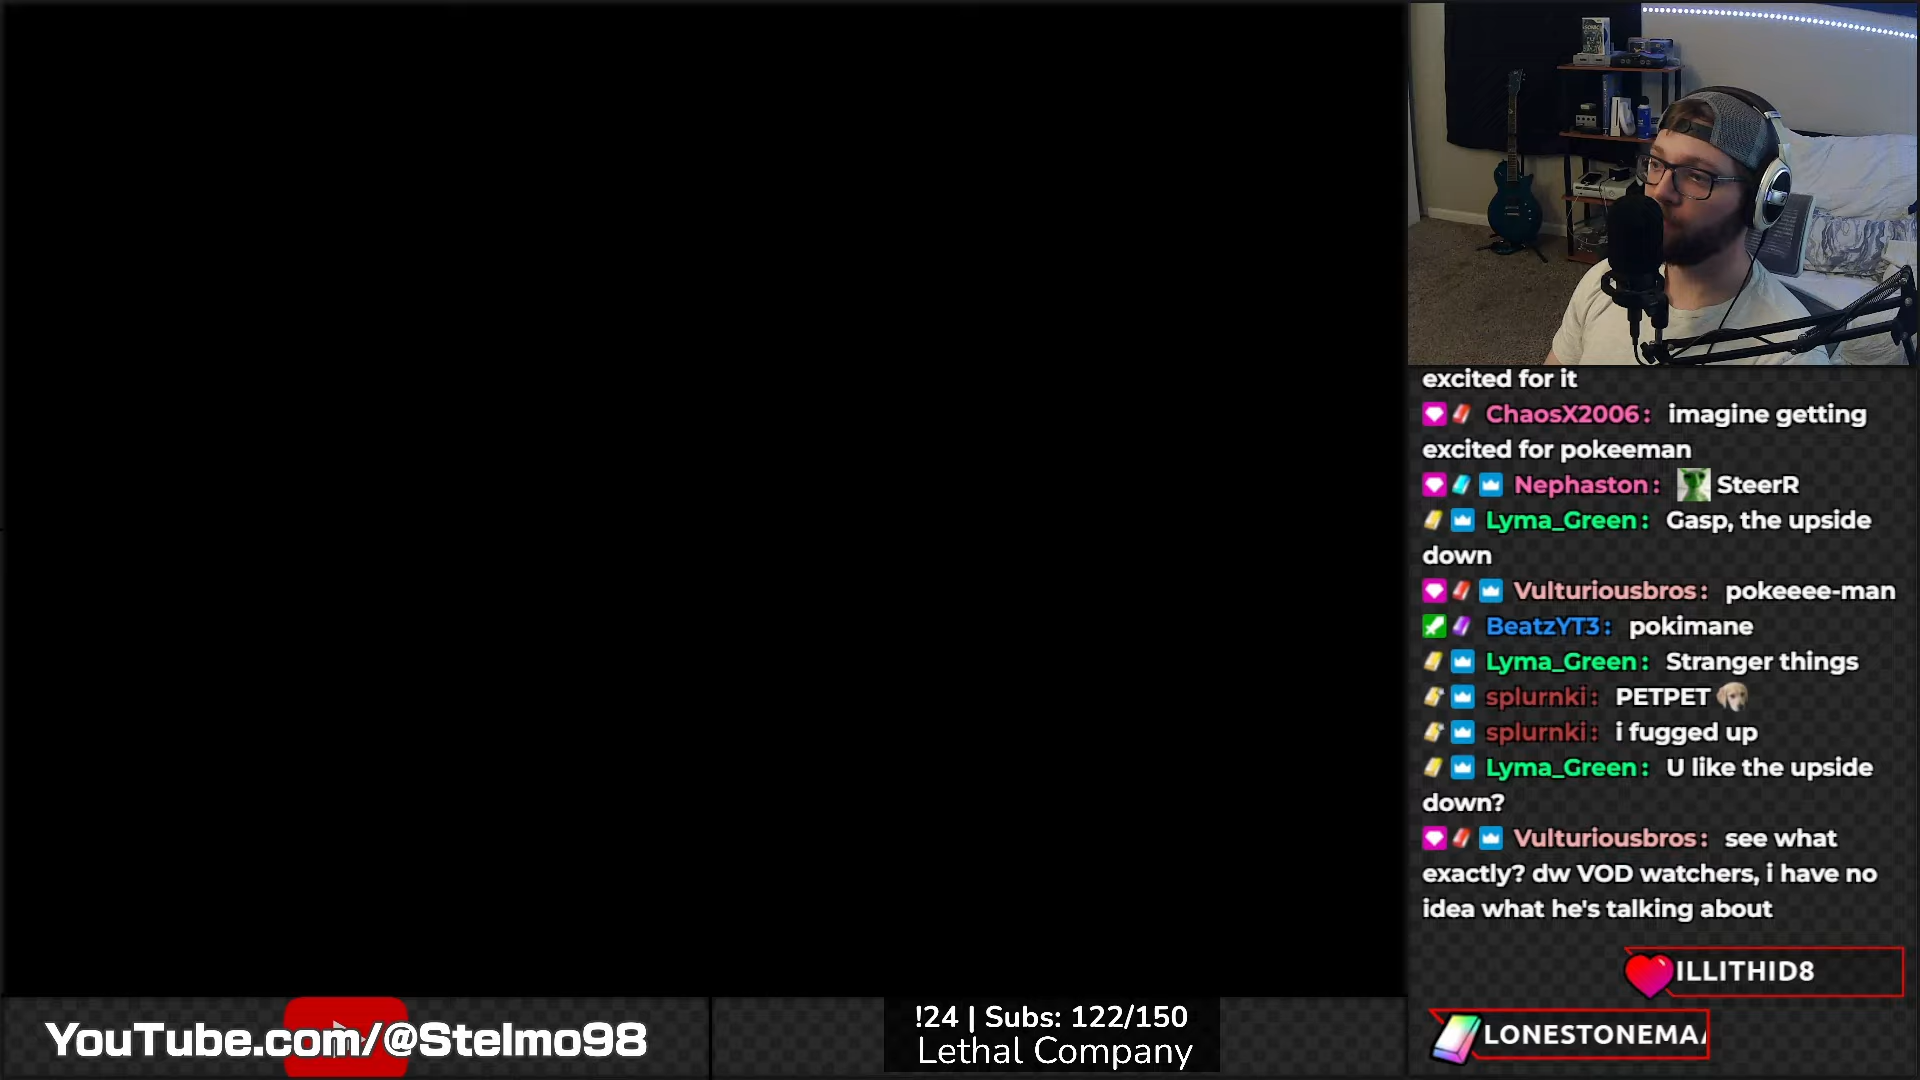 excited for it
ChaosX2006: imagine getting
excited for pokeeman
Nephaston: SteerR
Lyma_Green: Gasp, the upside
down
Vulturiousbros: pokeeee-man
BeatzYT3: pokimane
Lyma_Green: Stranger things
splurnki: PETPET
splurnki: i fugged up
Lyma_Green: U like the upside
down?
Vulturiousbros: see what
exactly? dw VOD watchers, i have no
idea what he's talking about
ILLITHID8
LONESTONEMA
YouTube.com/@Stelmo98
!24 | Subs: 122/150
Lethal Company